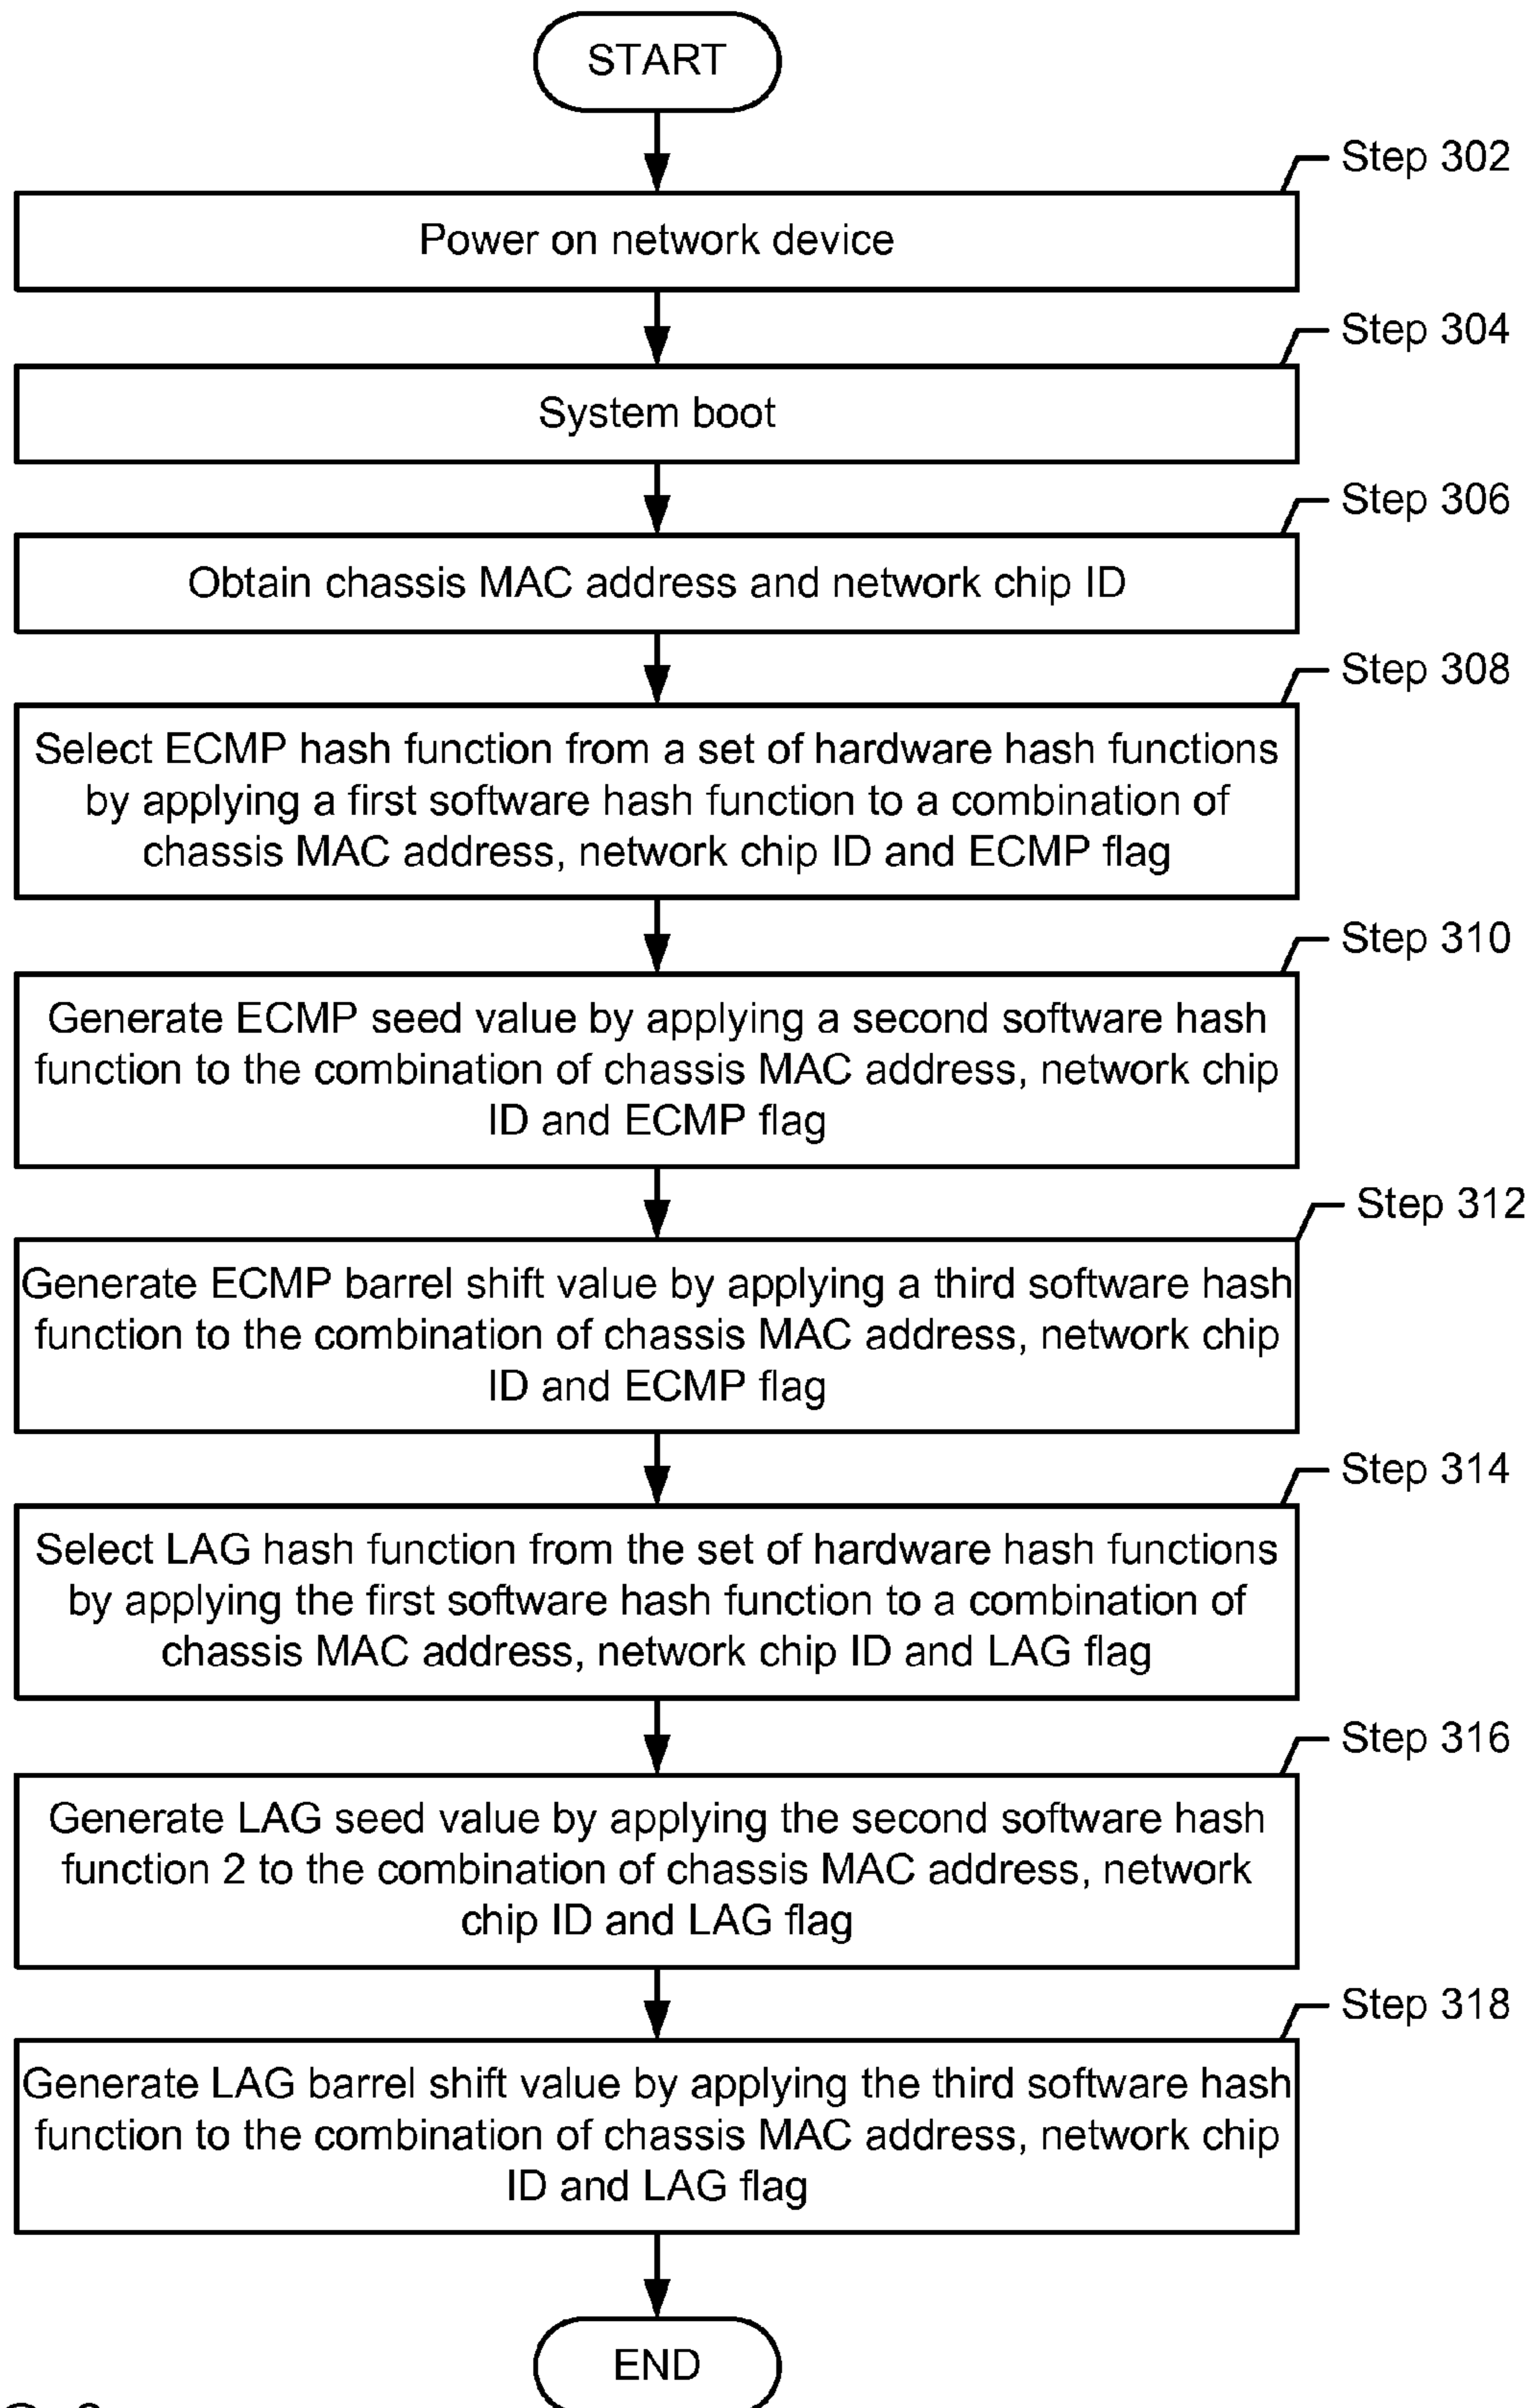 START
Step 302
Power on network device
Step 304
System boot
Step 306
Obtain chassis MAC address and network chip ID
Step 308
Select ECMP hash function from a set of hardware hash functions
by applying a first software hash function to a combination of
chassis MAC address, network chip ID and ECMP flag
Step 310
Generate ECMP seed value by applying a second software hash
function to the combination of chassis MAC address, network chip
ID and ECMP flag
Step 312
Generate ECMP barrel shift value by applying a third software hash
function to the combination of chassis MAC address, network chip
ID and ECMP flag
Step 314
Select LAG hash function from the set of hardware hash functions
by applying the first software hash function to a combination of
chassis MAC address, network chip ID and LAG flag
Step 316
Generate LAG seed value by applying the second software hash
function 2 to the combination of chassis MAC address, network
chip ID and LAG flag
Step 318
Generate LAG barrel shift value by applying the third software hash
function to the combination of chassis MAC address, network chip
ID and LAG flag
END